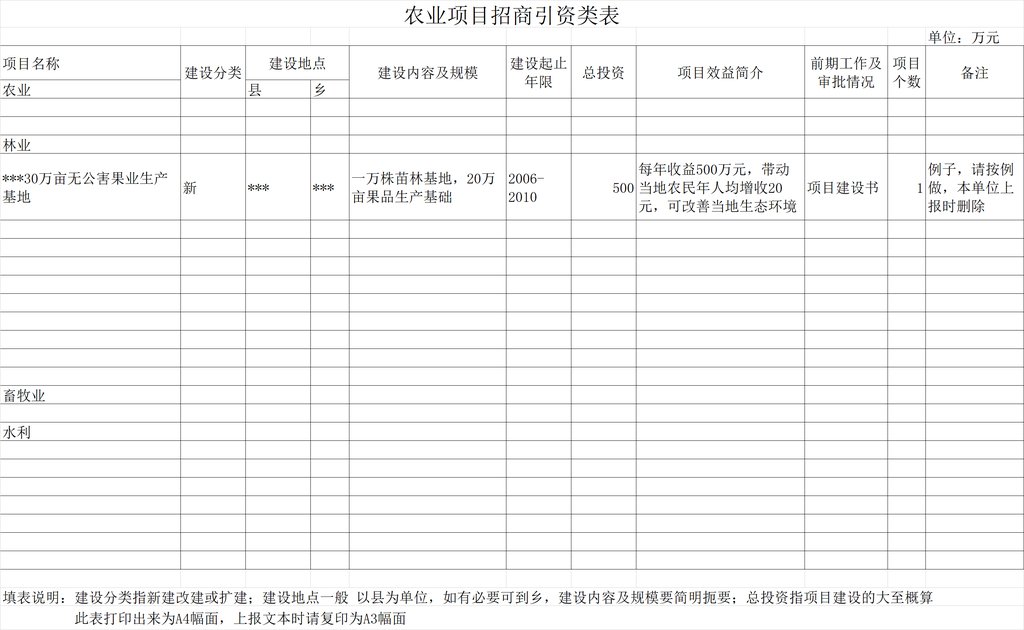 农业项目招商引资类表
单位：万元
项目名称
建设分类
建设地点
建设内容及规模
建设起止
年限
总投资
项目效益简介
前期工作及
审批情况
项目
个数
备注
农业
县
乡
林业
***30万亩无公害果业生产
基地
新
***
***
一万株苗林基地，20万
亩果品生产基础
2006-
2010
500
每年收益500万元，带动
当地农民年人均增收20
元，可改善当地生态环境
项目建设书
1
例子，请按例
做，本单位上
报时删除
畜牧业
水利
填表说明：建设分类指新建改建或扩建；建设地点一般 以县为单位，如有必要可到乡，建设内容及规模要简明扼要；总投资指项目建设的大至概算
此表打印出来为A4幅面，上报文本时请复印为A3幅面